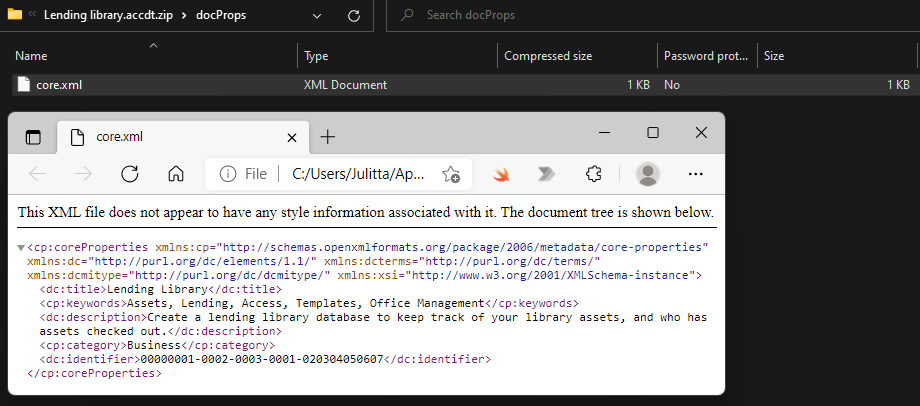 Lending library.accdt.zip > docProps
Search docProps
Name Type Compressed size Password prot... Size
core.xml XML Document 1 KB No 1 KB
core.xml
File C:/Users/Julitta/Ap...
This XML file does not appear to have any style information associated with it. The document tree is shown below.
<cp:coreProperties xmlns:cp="http://schemas.openxmlformats.org/package/2006/metadata/core-properties"
xmlns:dc="http://purl.org/dc/elements/1.1/" xmlns:dcterms="http://purl.org/dc/terms/"
xmlns:dcmitype="http://purl.org/dc/dcmitype/" xmlns:xsi="http://www.w3.org/2001/XMLSchema-instance">
<dc:title>Lending Library</dc:title>
<cp:keywords>Assets, Lending, Access, Templates, Office Management</cp:keywords>
<dc:description>Create a lending library database to keep track of your library assets, and who has
assets checked out.</dc:description>
<cp:category>Business</cp:category>
<dc:identifier>00000001-0002-0003-0001-020304050607</dc:identifier>
</cp:coreProperties>